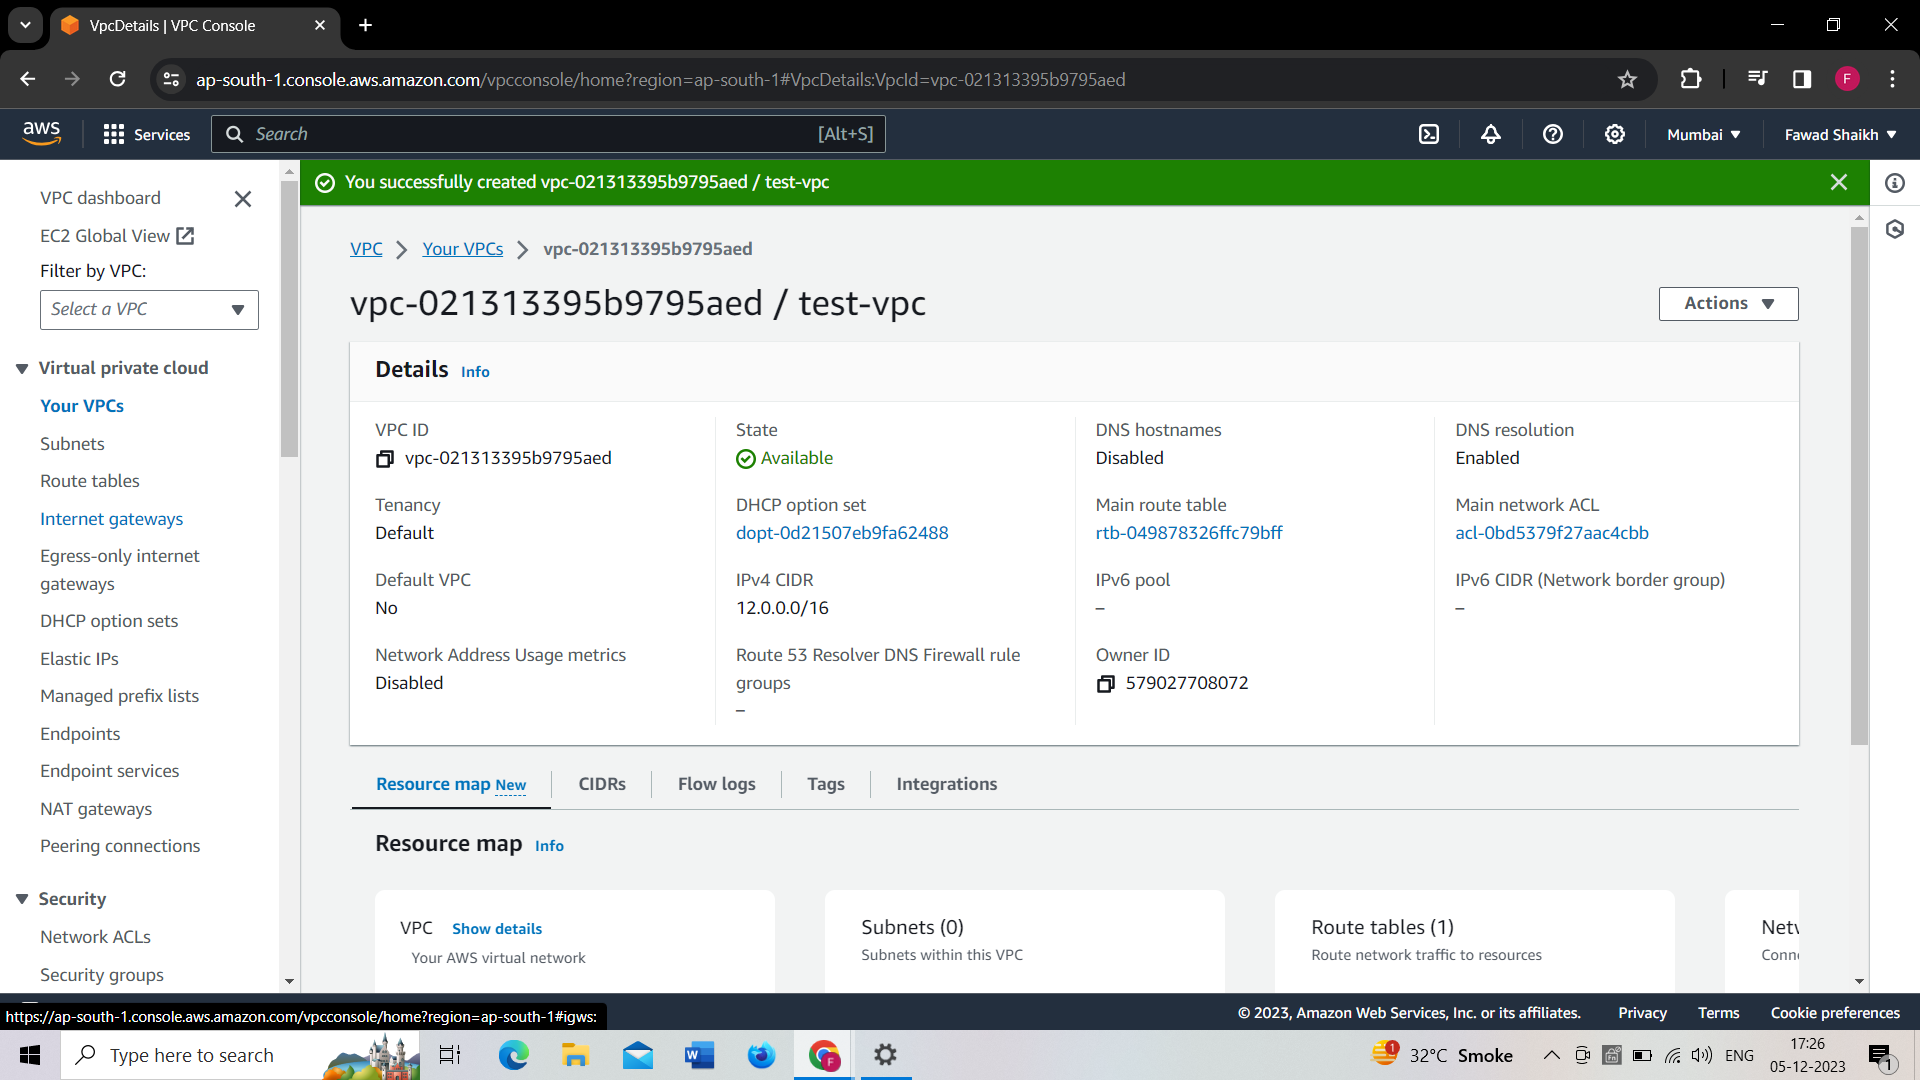 VpcDetails | VPC Console
ap-south-1.console.aws.amazon.com/vpcconsole/home?region=ap-south-1#VpcDetails:VpcId=vpc-021313395b9795aed
F
aws
Services
Search
[Alt+S]
Mumbai
Fawad Shaikh
You successfully created vpc-021313395b9795aed / test-vpc
VPC dashboard
EC2 Global View
Filter by VPC:
Select a VPC
Virtual private cloud
Your VPCs
Subnets
Route tables
Internet gateways
Egress-only internet
gateways
DHCP option sets
Elastic IPs
Managed prefix lists
Endpoints
Endpoint services
NAT gateways
Peering connections
Security
Network ACLs
Security groups
VPC
Your VPCs
vpc-021313395b9795aed
vpc-021313395b9795aed / test-vpc
Actions
Details Info
VPC ID
vpc-021313395b9795aed
State
Available
DNS hostnames
Disabled
DNS resolution
Enabled
Tenancy
Default
DHCP option set
dopt-0d21507eb9fa62488
Main route table
rtb-049878326ffc79bff
Main network ACL
acl-0bd5379f27aac4cbb
Default VPC
No
IPv4 CIDR
12.0.0.0/16
IPv6 pool
–
IPv6 CIDR (Network border group)
–
Network Address Usage metrics
Disabled
Route 53 Resolver DNS Firewall rule
groups
–
Owner ID
579027708072
Resource map New
CIDRs
Flow logs
Tags
Integrations
Resource map Info
VPC Show details
Your AWS virtual network
Subnets (0)
Subnets within this VPC
Route tables (1)
Route network traffic to resources
Netw
Conne
https://ap-south-1.console.aws.amazon.com/vpcconsole/home?region=ap-south-1#igws:
© 2023, Amazon Web Services, Inc. or its affiliates.
Privacy
Terms
Cookie preferences
Type here to search
F
1
32°C Smoke
ENG
17:26
05-12-2023
1